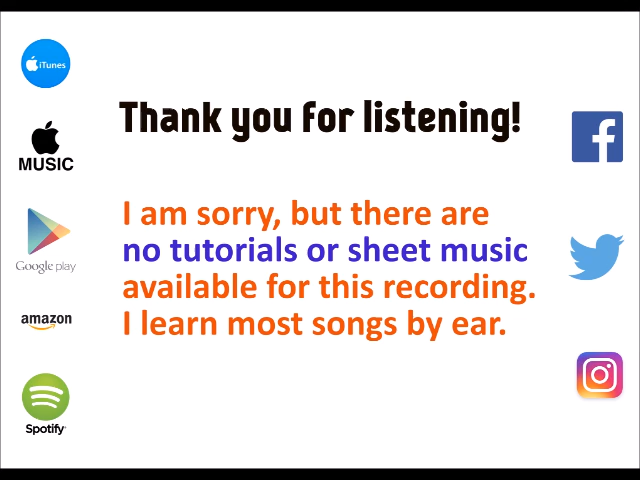 iTunes
Thank you for listening!
MUSIC
I am sorry, but there are
no tutorials or sheet music
Google play
available for this recording.
amazon
I learn most songs by ear.
Spotify